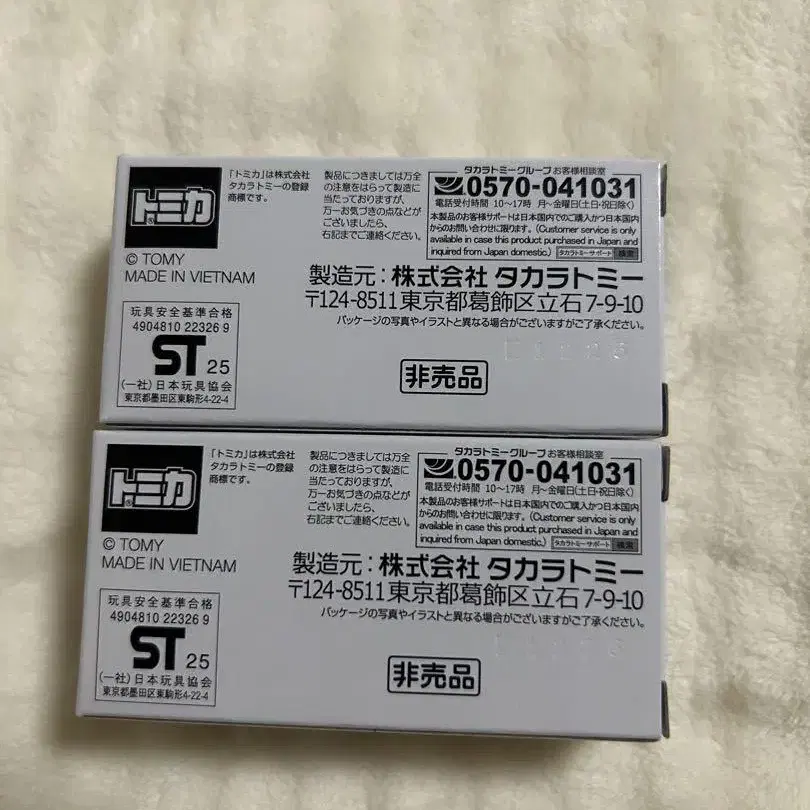 トミカ®
「トミカ」は株式会社
タカラトミーの登録
商標です。
© TOMY
MADE IN VIETNAM
製品につきましては万全
の注意をはらって製造に
当たっておりますが、
万一お気づきの点などが
ございましたら、
右記までご連絡ください。
タカラトミーグループお客様相談室
0570-041031
電話受付時間 10~17時 月~金曜日(土・日・祝日除く)
本製品のお客様サポートは日本国内でのご購入かつ日本国内
からのお問い合わせに限ります。(Customer service is only
available in case this product purchased in Japan and
inquired from Japan domestic.) タカラトミーサポート 検索
製造元:株式会社 タカラトミー
〒124-8511 東京都葛飾区立石7-9-10
パッケージの写真やイラストと異なる場合がございますがご了承ください。
玩具安全基準合格
4904810 22326 9
ST 25
(一社)日本玩具協会
東京都墨田区東駒形4-22-4
非売品
トミカ®
「トミカ」は株式会社
タカラトミーの登録
商標です。
© TOMY
MADE IN VIETNAM
製品につきましては万全
の注意をはらって製造に
当たっておりますが、
万一お気づきの点などが
ございましたら、
右記までご連絡ください。
タカラトミーグループお客様相談室
0570-041031
電話受付時間 10~17時 月~金曜日(土・日・祝日除く)
本製品のお客様サポートは日本国内でのご購入かつ日本国内
からのお問い合わせに限ります。(Customer service is only
available in case this product purchased in Japan and
inquired from Japan domestic.) タカラトミーサポート 検索
製造元:株式会社 タカラトミー
〒124-8511 東京都葛飾区立石7-9-10
パッケージの写真やイラストと異なる場合がございますがご了承ください。
玩具安全基準合格
4904810 22326 9
ST 25
(一社)日本玩具協会
東京都墨田区東駒形4-22-4
非売品